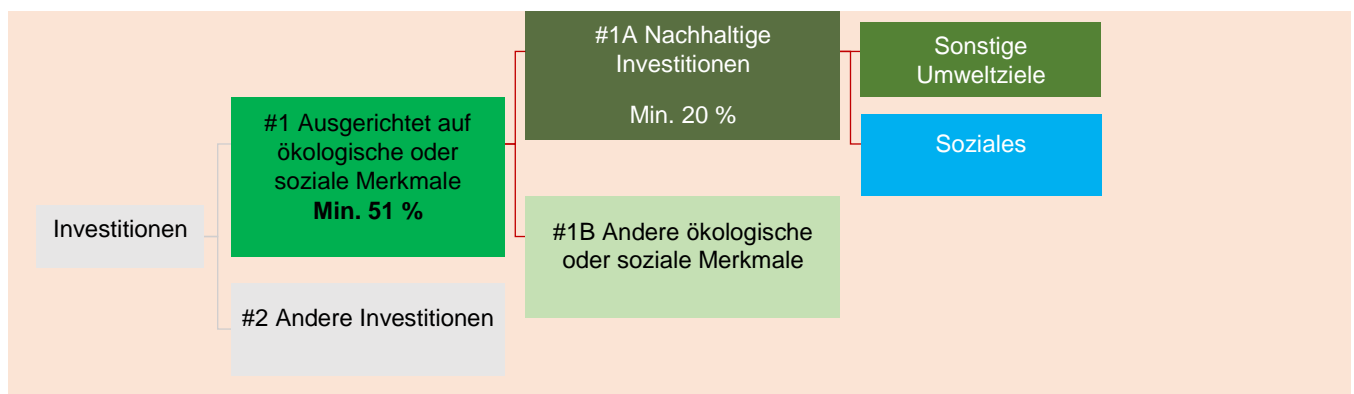 Investitionen
#1 Ausgerichtet auf
ökologische oder
soziale Merkmale
Min. 51 %
#2 Andere Investitionen
#1A Nachhaltige
Investitionen
Min. 20 %
#1B Andere ökologische
oder soziale Merkmale
Sonstige
Umweltziele
Soziales